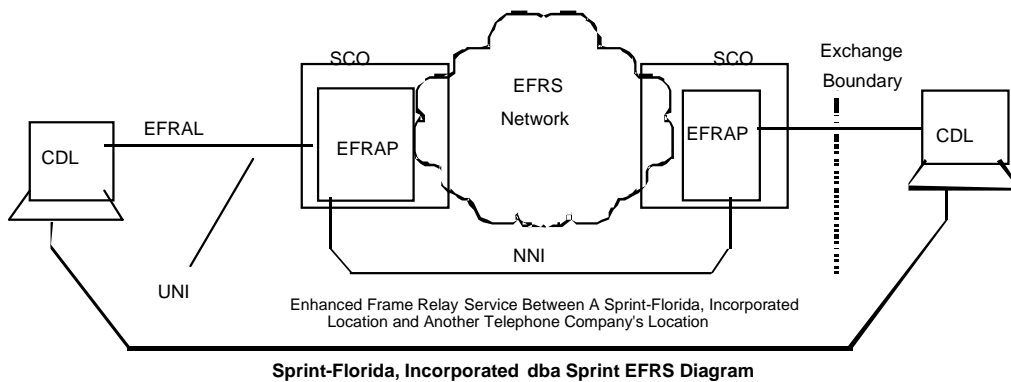 SCO
SCO
Exchange
Boundary
EFRS
Network
EFRAL
EFRAP
EFRAP
CDL
CDL
NNI
UNI
Enhanced Frame Relay Service Between A Sprint-Florida, Incorporated
Location and Another Telephone Company's Location
Sprint-Florida, Incorporated dba Sprint EFRS Diagram